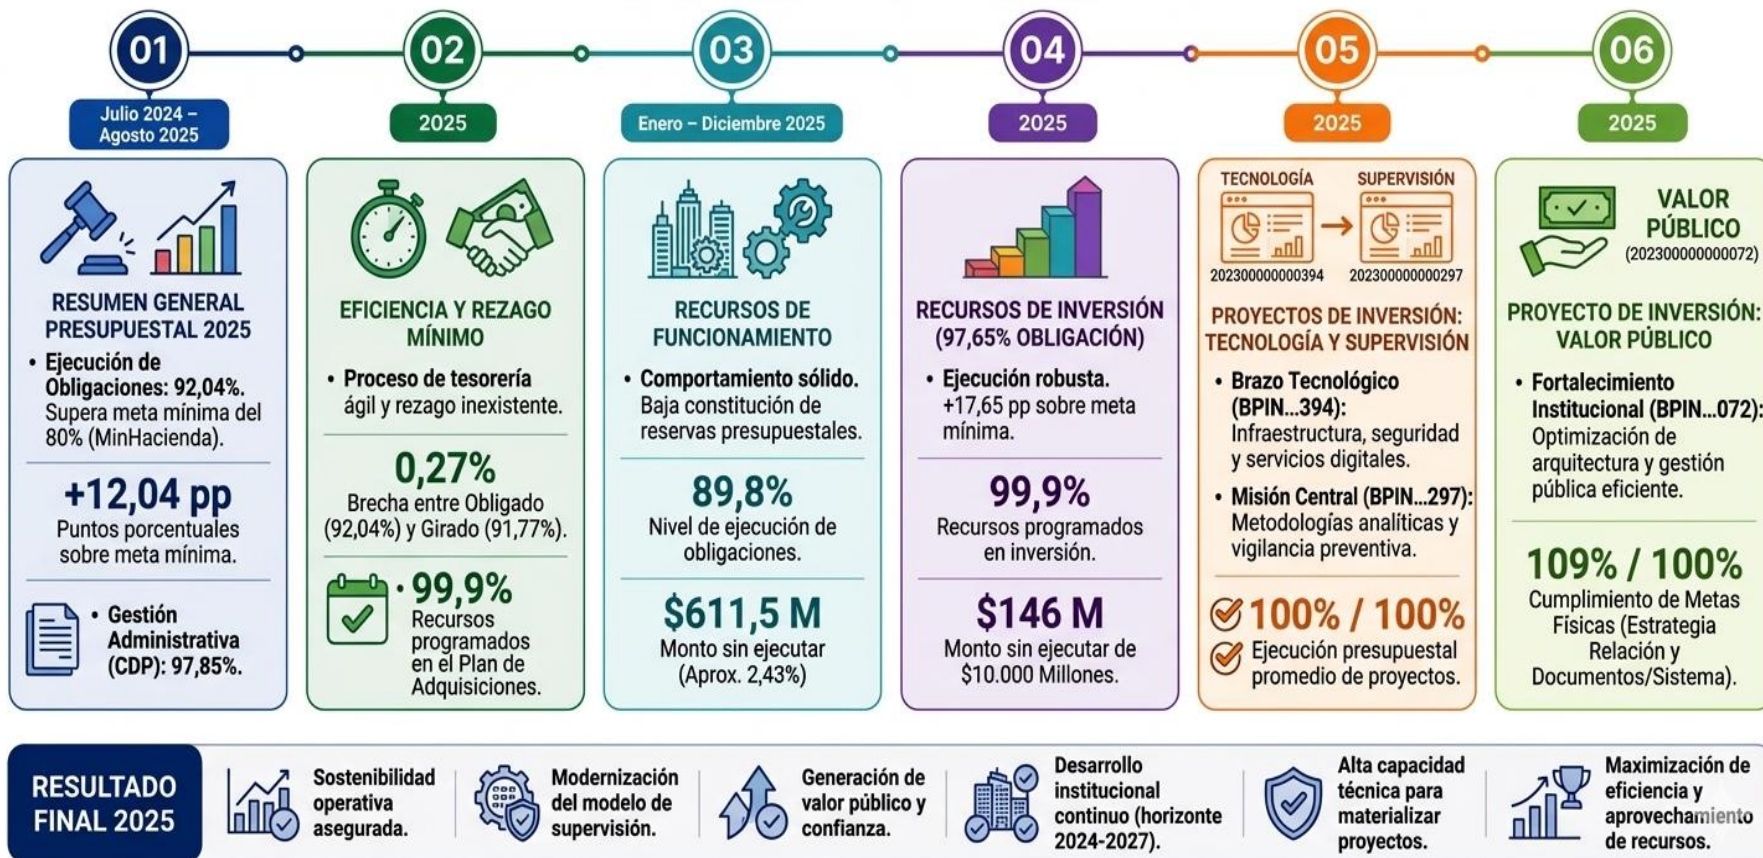 01
Julio 2024 –
Agosto 2025
RESUMEN GENERAL
PRESUPUESTAL 2025
• Ejecución de
Obligaciones: 92,04%.
Supera meta mínima del
80% (MinHacienda).
+12,04 pp
Puntos porcentuales
sobre meta mínima.
• Gestión
Administrativa
(CDP): 97,85%.
02
2025
EFICIENCIA Y REZAGO
MÍNIMO
• Proceso de tesorería
ágil y rezago inexistente.
0,27%
Brecha entre Obligado
(92,04%) y Girado (91,77%).
• 99,9%
Recursos
programados
en el Plan de
Adquisiciones.
03
Enero – Diciembre 2025
RECURSOS DE
FUNCIONAMIENTO
• Comportamiento sólido.
Baja constitución de
reservas presupuestales.
89,8%
Nivel de ejecución de
obligaciones.
$611,5 M
Monto sin ejecutar
(Aprox. 2,43%)
04
2025
RECURSOS DE INVERSIÓN
(97,65% OBLIGACIÓN)
• Ejecución robusta.
+17,65 pp sobre meta
mínima.
99,9%
Recursos programados
en inversión.
$146 M
Monto sin ejecutar de
$10.000 Millones.
05
2025
TECNOLOGÍA SUPERVISIÓN
202300000000394 202300000000297
PROYECTOS DE INVERSIÓN:
TECNOLOGÍA Y SUPERVISIÓN
• Brazo Tecnológico
(BPIN...394):
Infraestructura, seguridad
y servicios digitales.
• Misión Central (BPIN...297):
Metodologías analíticas y
vigilancia preventiva.
100% / 100%
Ejecución presupuestal
promedio de proyectos.
06
2025
VALOR
PÚBLICO
(202300000000072)
PROYECTO DE INVERSIÓN:
VALOR PÚBLICO
• Fortalecimiento
Institucional (BPIN...072):
Optimización de
arquitectura y gestión
pública eficiente.
109% / 100%
Cumplimiento de Metas
Físicas (Estrategia
Relación y
Documentos/Sistema).
RESULTADO
FINAL 2025
Sostenibilidad
operativa
asegurada.
Modernización
del modelo de
supervisión.
Generación de
valor público y
confianza.
Desarrollo
institucional
continuo (horizonte
2024-2027).
Alta capacidad
técnica para
materializar
proyectos.
Maximización de
eficiencia y
aprovechamiento
de recursos.